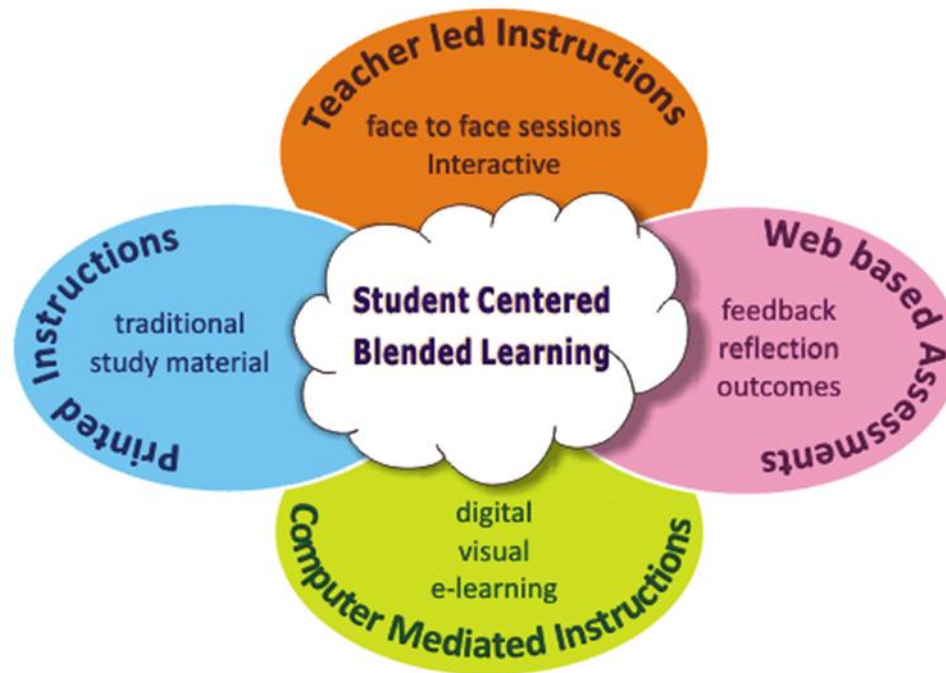 Teacher led Instructions
face to face sessions
Interactive
Printed Instructions
traditional
study material
Student Centered
Blended Learning
Web based Assessments
feedback
reflection
outcomes
digital
visual
e-learning
Computer Mediated Instructions